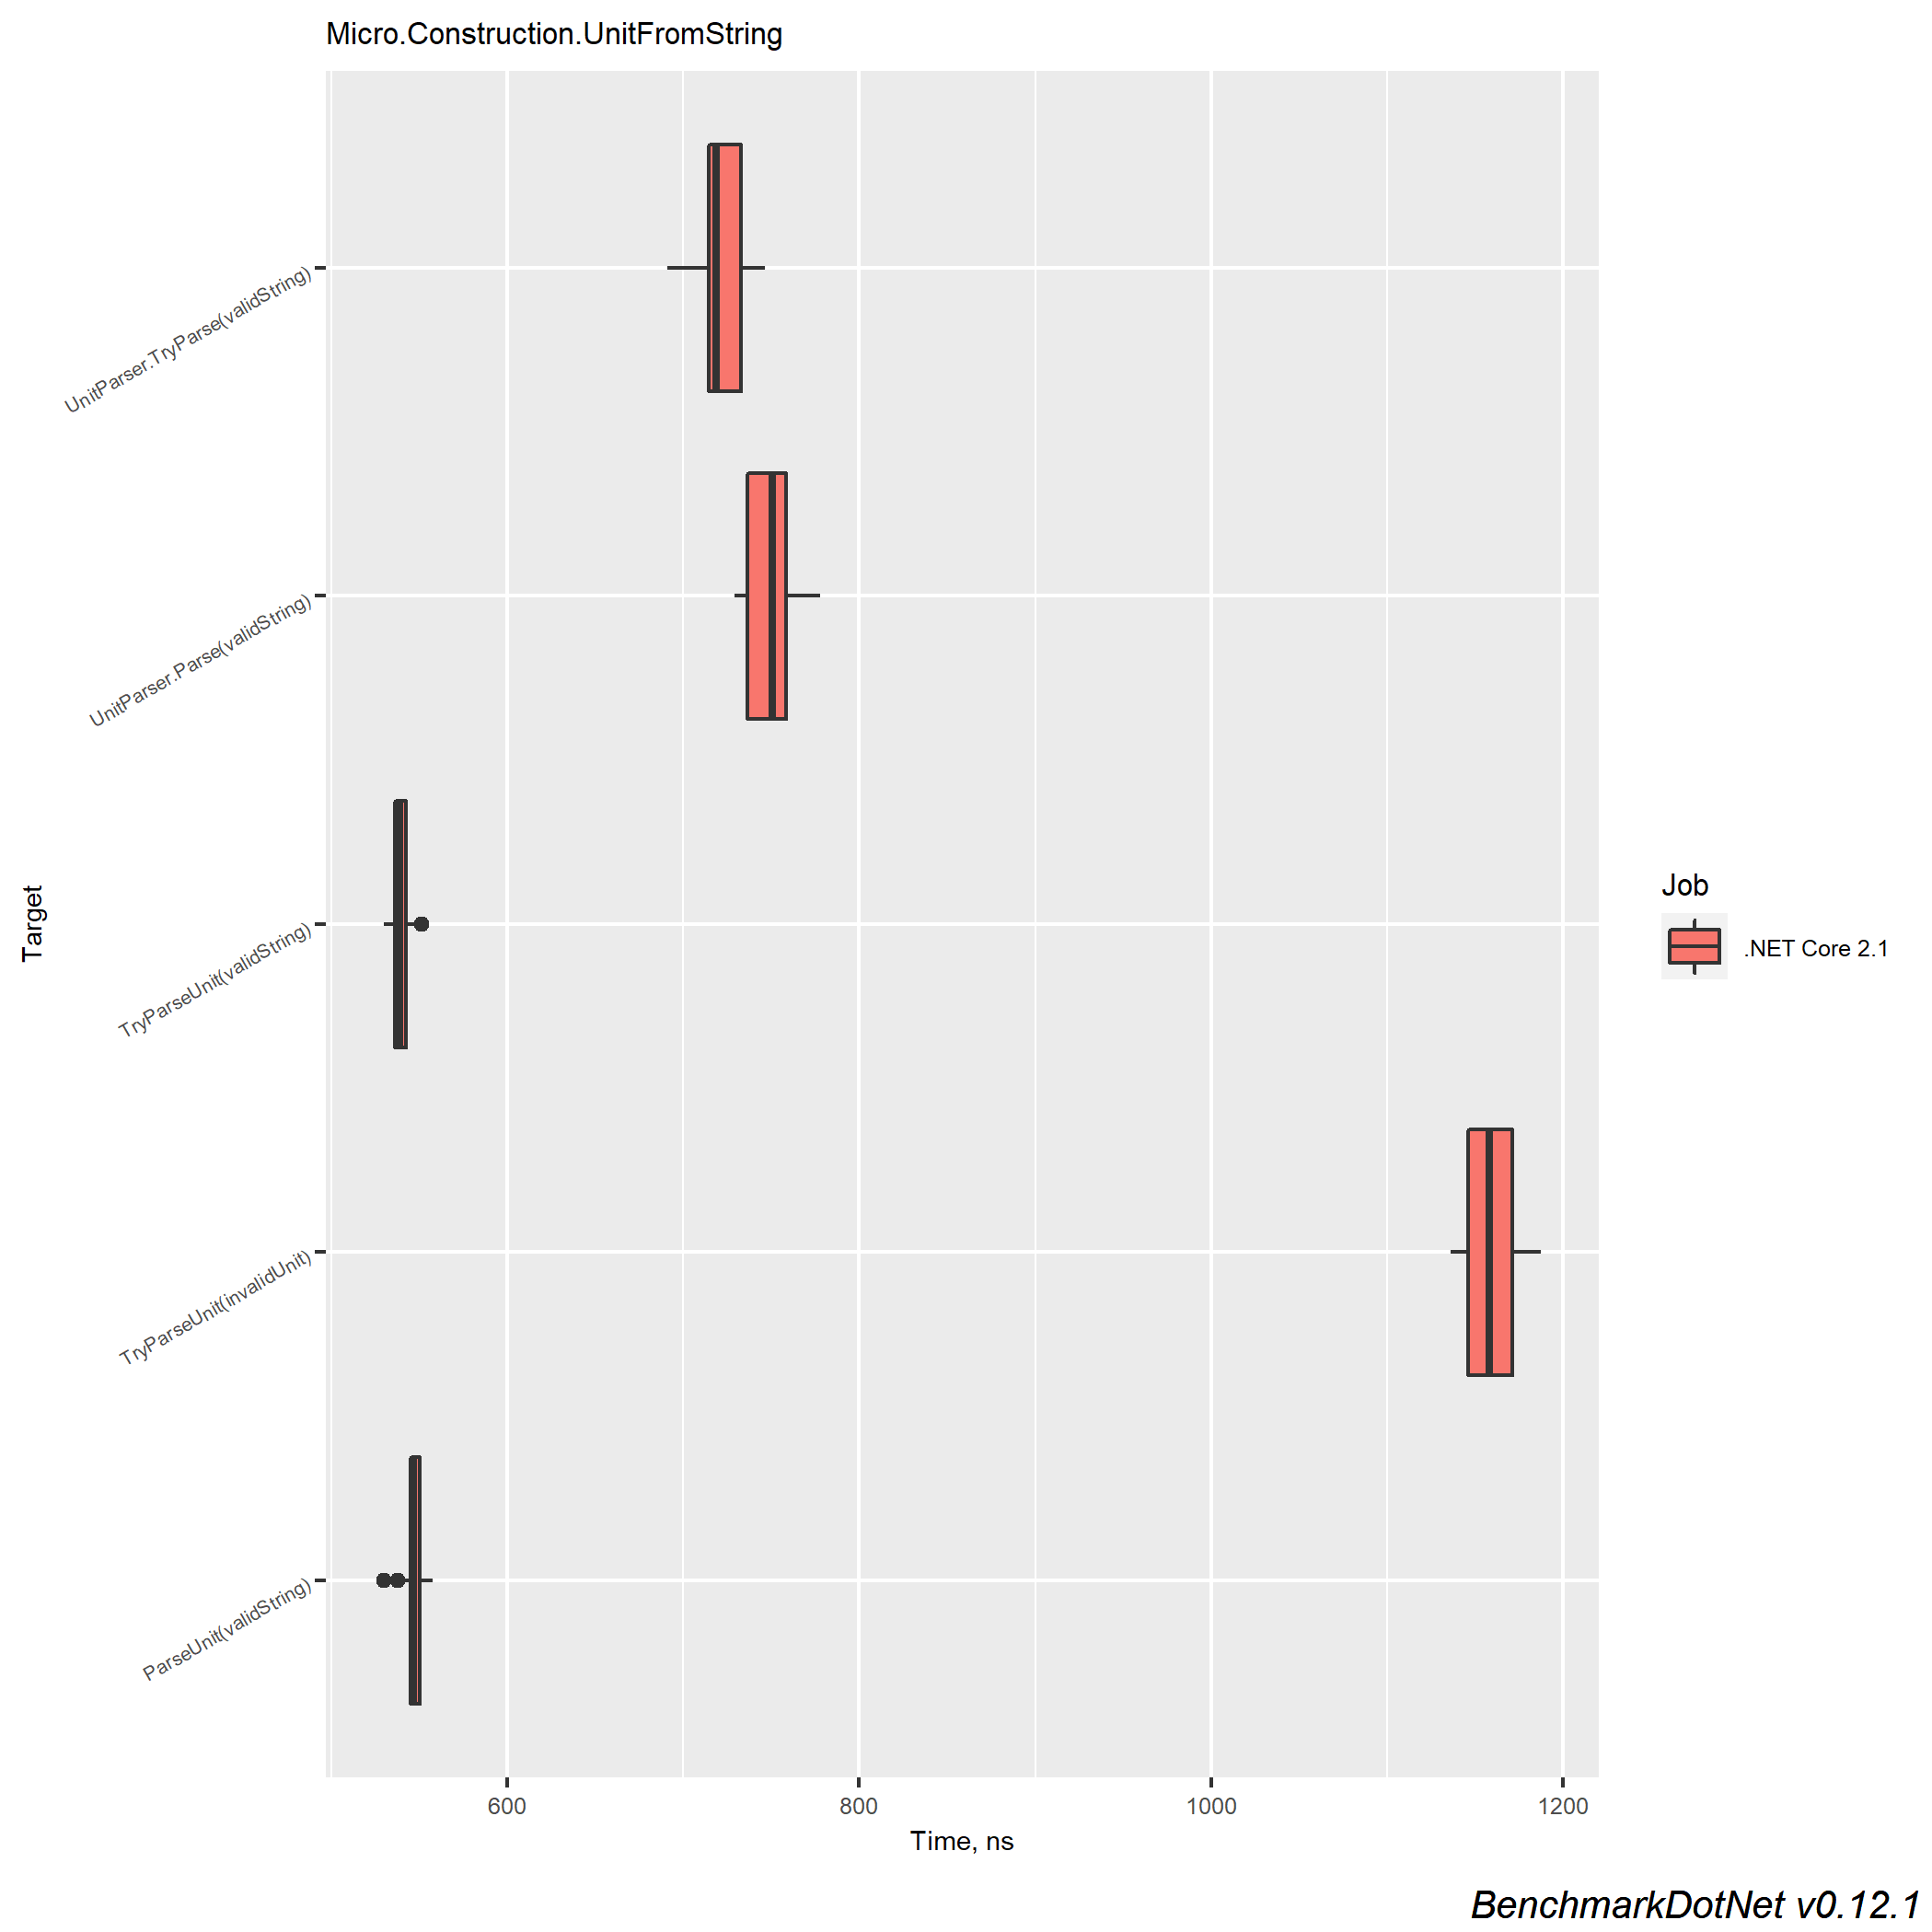 Micro.Construction.UnitFromString
UnitParser.TryParse(validString)
UnitParser.Parse(validString)
TryParseUnit(validString)
TryParseUnit(invalidUnit)
ParseUnit(validString)
Target
600
800
1000
1200
Time, ns
Job
.NET Core 2.1
BenchmarkDotNet v0.12.1